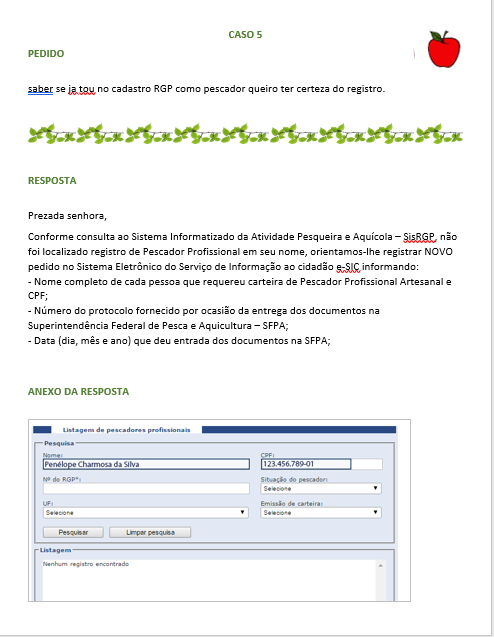 CASO 5
PEDIDO
saber se ja tou no cadastro RGP como pescador queiro ter certeza do registro.
RESPOSTA
Prezada senhora,
Conforme consulta ao Sistema Informatizado da Atividade Pesqueira e Aquícola – SisRGP, não
foi localizado registro de Pescador Profissional em seu nome, orientamos-lhe registrar NOVO
pedido no Sistema Eletrônico do Serviço de Informação ao cidadão e-SIC informando:
- Nome completo de cada pessoa que requereu carteira de Pescador Profissional Artesanal e
CPF;
- Número do protocolo fornecido por ocasião da entrega dos documentos na
Superintendência Federal de Pesca e Aquicultura – SFPA;
- Data (dia, mês e ano) que deu entrada dos documentos na SFPA;
ANEXO DA RESPOSTA
Listagem de pescadores profissionais
Pesquisa
Nome: CPF:
Penélope Charmosa da Silva 123.456.789-01
Nº do RGP*: Situação do pescador:
Selecione
UF: Emissão de carteira:
Selecione Selecione
Pesquisar Limpar pesquisa
Listagem
Nenhum registro encontrado